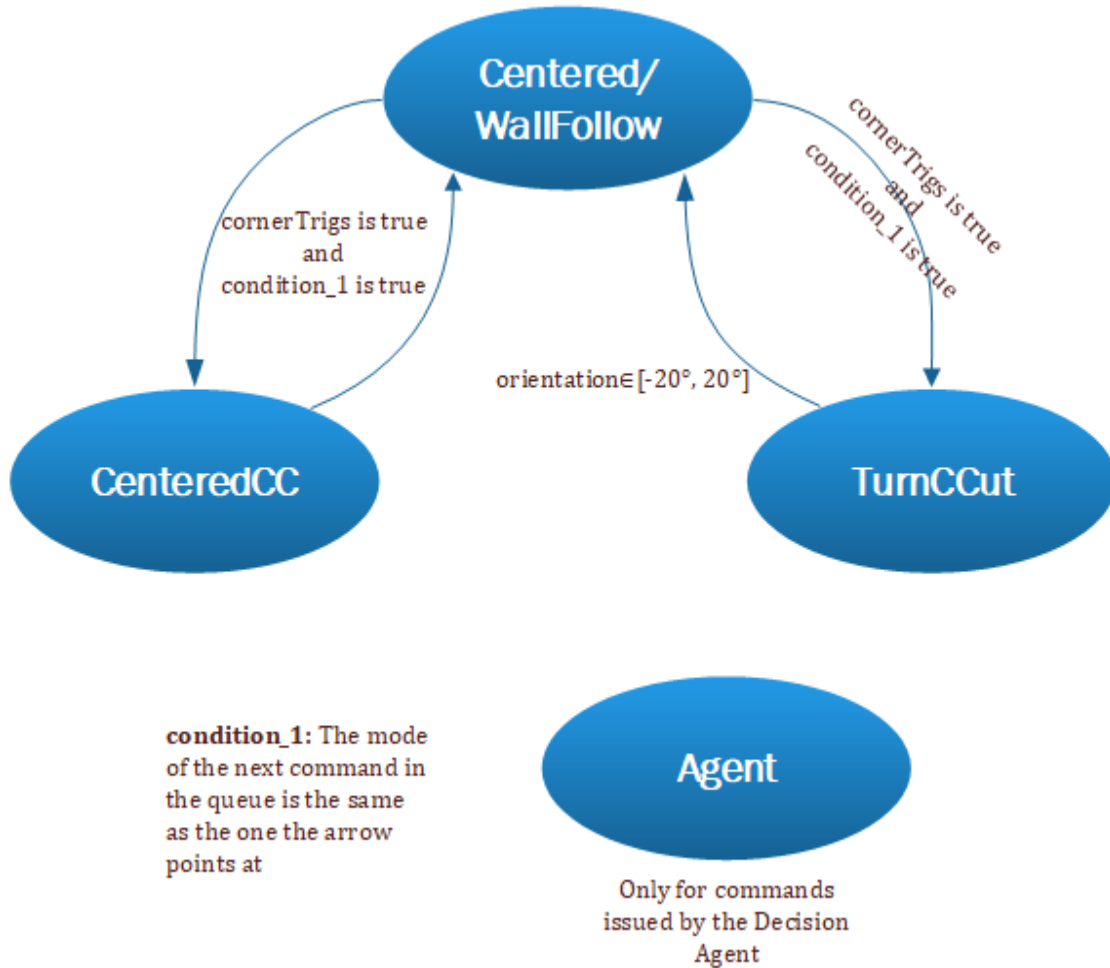 Centered/
WallFollow
cornerTrigs is true
and
condition_1 is true
cornerTrigs is true
and
condition_1 is true
orientation∈[-20°, 20°]
CenteredCC
TurnCCut
condition_1: The mode
of the next command in
the queue is the same
as the one the arrow
points at
Agent
Only for commands
issued by the Decision
Agent